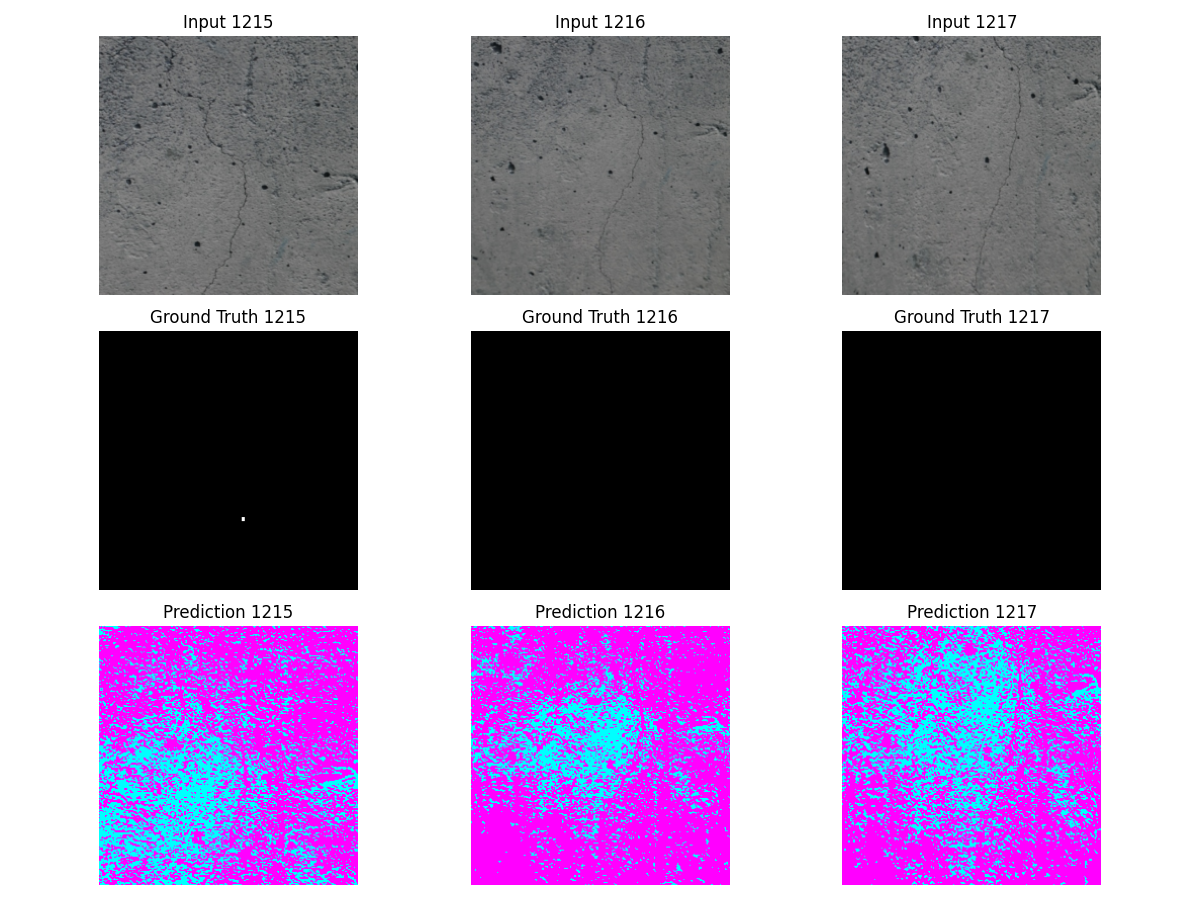 Input 1215
Input 1216
Input 1217
Ground Truth 1215
Ground Truth 1216
Ground Truth 1217
Prediction 1215
Prediction 1216
Prediction 1217